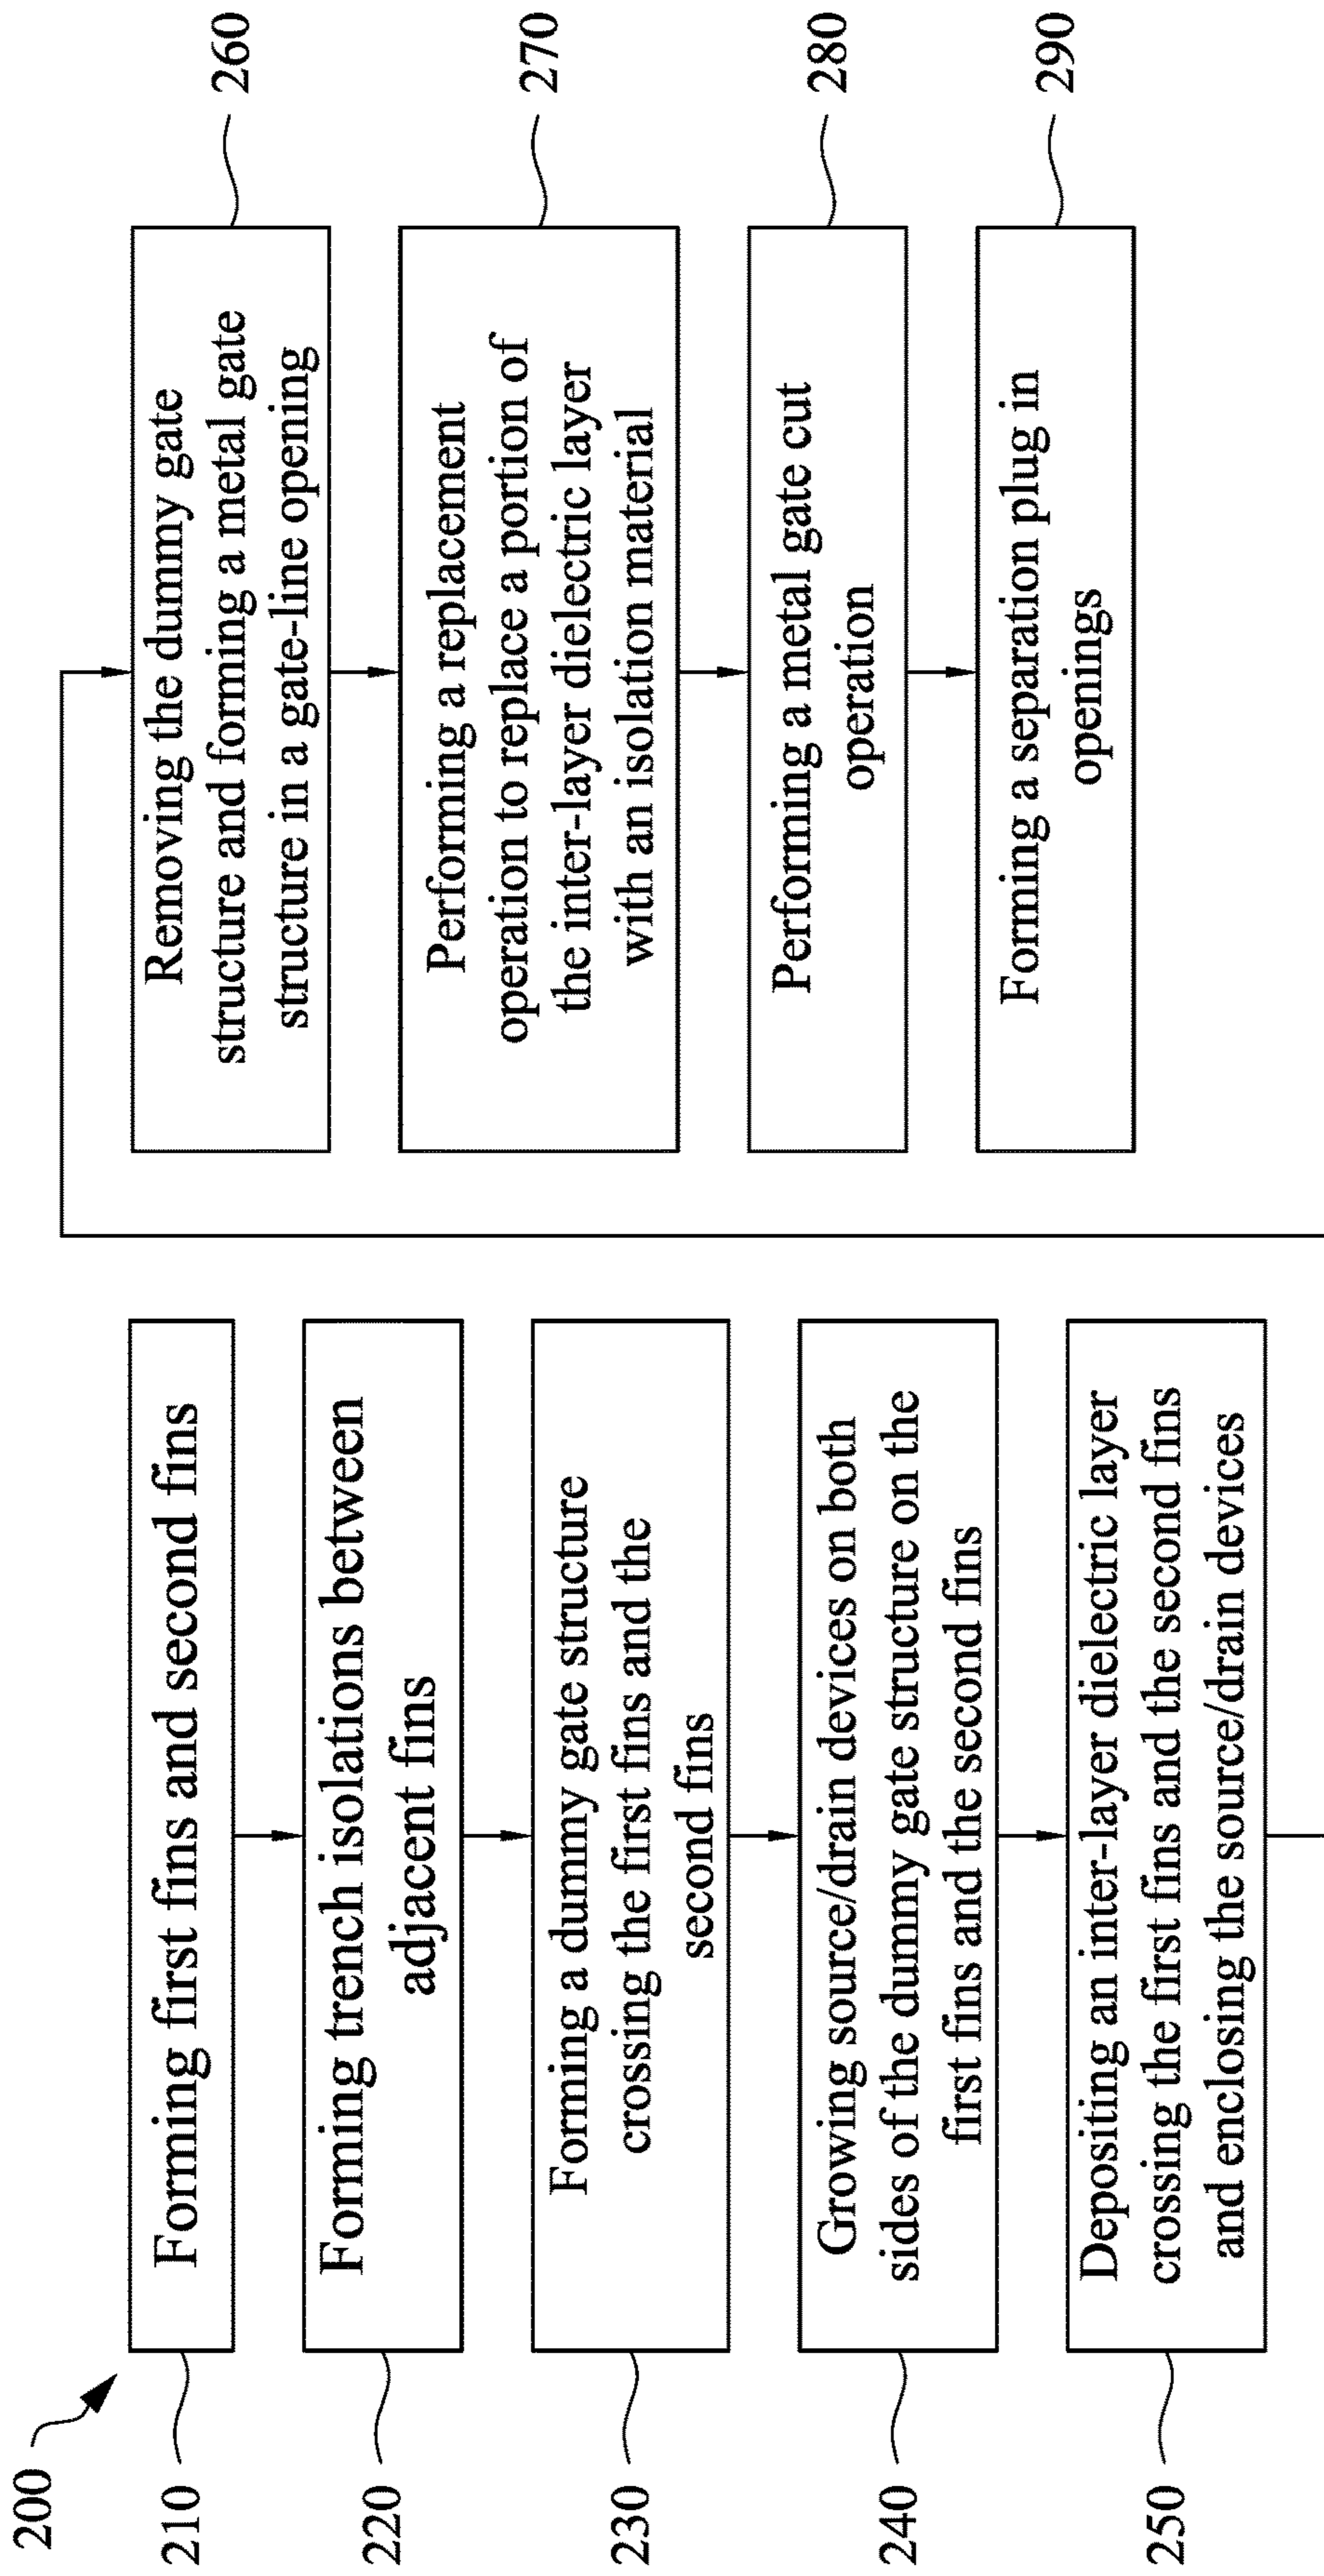 200
210
Forming first fins and second fins
220
Forming trench isolations between
adjacent fins
230
Forming a dummy gate structure
crossing the first fins and the
second fins
240
Growing source/drain devices on both
sides of the dummy gate structure on the
first fins and the second fins
250
Depositing an inter-layer dielectric layer
crossing the first fins and the second fins
and enclosing the source/drain devices
Removing the dummy gate
structure and forming a metal gate
structure in a gate-line opening
260
Performing a replacement
operation to replace a portion of
the inter-layer dielectric layer
with an isolation material
270
Performing a metal gate cut
operation
280
Forming a separation plug in
openings
290